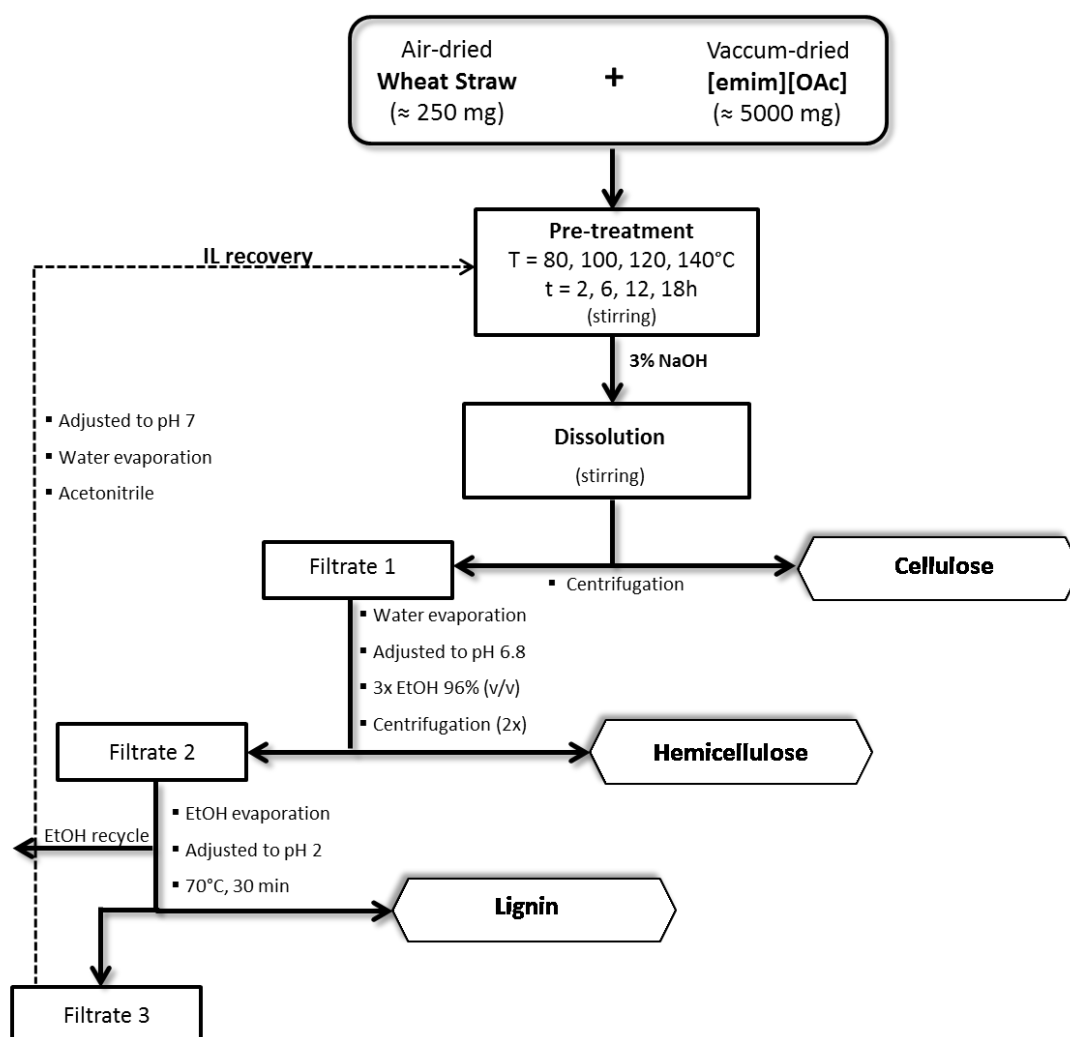 Air-dried
Wheat Straw
(≈ 250 mg)
+
Vaccum-dried
[emim][OAc]
(≈ 5000 mg)
Pre-treatment
T = 80, 100, 120, 140°C
t = 2, 6, 12, 18h
(stirring)
IL recovery
3% NaOH
▪ Adjusted to pH 7
▪ Water evaporation
▪ Acetonitrile
Dissolution
(stirring)
Filtrate 1
▪ Centrifugation
Cellulose
▪ Water evaporation
▪ Adjusted to pH 6.8
▪ 3x EtOH 96% (v/v)
▪ Centrifugation (2x)
Filtrate 2
Hemicellulose
▪ EtOH evaporation
▪ Adjusted to pH 2
▪ 70°C, 30 min
EtOH recycle
Lignin
Filtrate 3